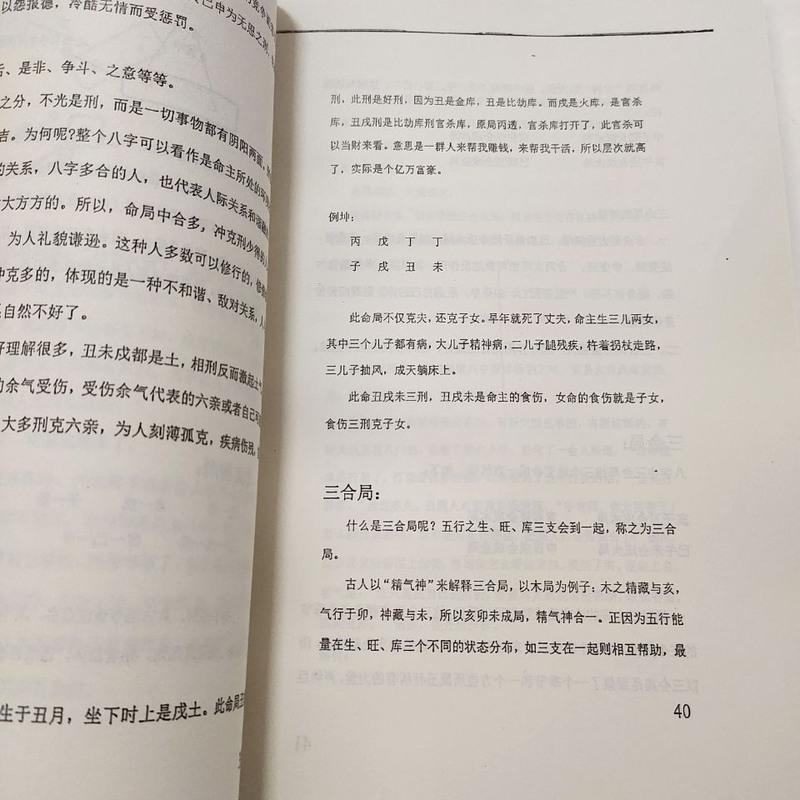 以怨报德，冷酷无情而受惩罚。
己申为无恩之刑，
是非、争斗、之意等等。
之分，不光是刑，而是一切事物都有阴阳两面，
吉。为何呢?整个八字可以看作是命主所处的环
的关系，八字多合的人，也代表人际关系和谐
大方方的。所以，命局中合多，冲克刑少得的
为人礼貌谦逊。这种人多数可以修行的，
冲克多的，体现的是一种不和谐、敌对关系，人
自然不好了。
好理解很多，丑未戌都是土，相刑反而激起土
的余气受伤，受伤余气代表的六亲或者自己可
大多刑克六亲，为人刻薄孤克，疾病伤残，
生于丑月，坐下时上是戊土。此命局
刑，此刑是好刑，因为丑是金库，丑是比劫库。而戌是火库，是官杀
库，丑戌刑是比劫库刑官杀库，原局丙透，官杀库打开了，此官杀可
以当财来看。意思是一群人来帮我赚钱，来帮我干活，所以层次就高
了，实际是个亿万富豪。
例坤：
丙 戊 丁 丁
子 戌 丑 未
此命局不仅克夫，还克子女。早年就死了丈夫，命主生三儿两女，
其中三个儿子都有病，大儿子精神病，二儿子腿残疾，杵着拐杖走路，
三儿子抽风，成天躺床上。
此命丑戌未三刑，丑戌未是命主的食伤，女命的食伤就是子女，
食伤三刑克子女。
三合局：
什么是三合局呢？五行之生、旺、库三支会到一起，称之为三合
局。
古人以“精气神”来解释三合局，以木局为例子：木之精藏与亥，
气行于卯，神藏与未，所以亥卯未成局，精气神合一。正因为五行能
量在生、旺、库三个不同的状态分布，如三支在一起则相互帮助，最
40